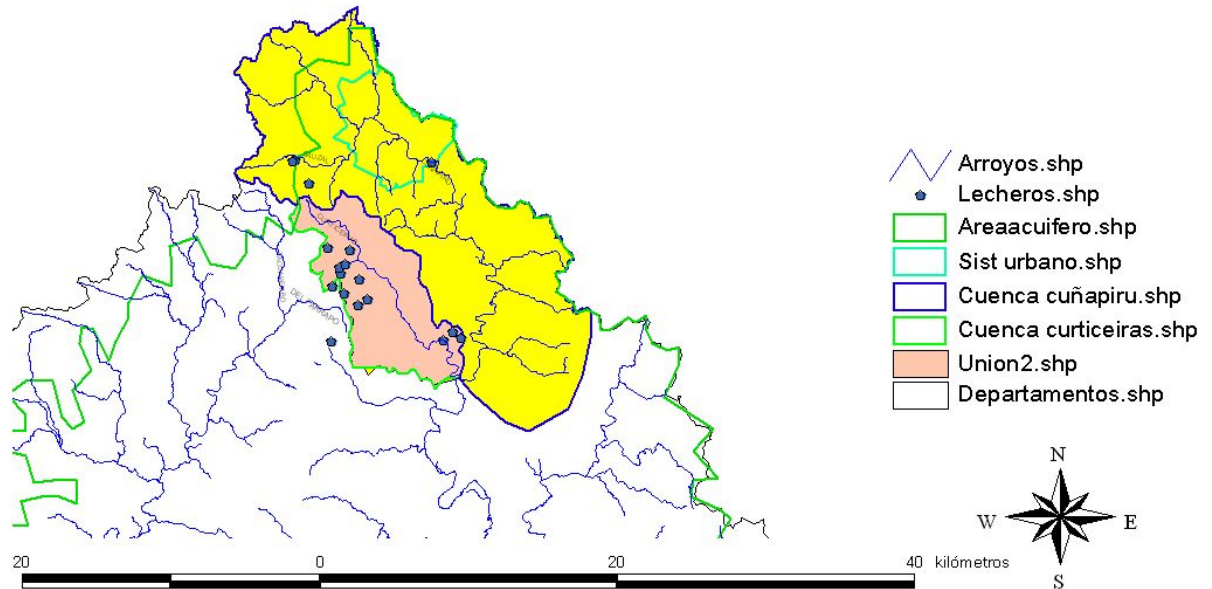 Arroyos.shp
Lecheros.shp
Areaacuifero.shp
Sist urbano.shp
Cuenca cuñapiru.shp
Cuenca curticeiras.shp
Union2.shp
Departamentos.shp
N
W E
S
20 0 20 40 kilómetros